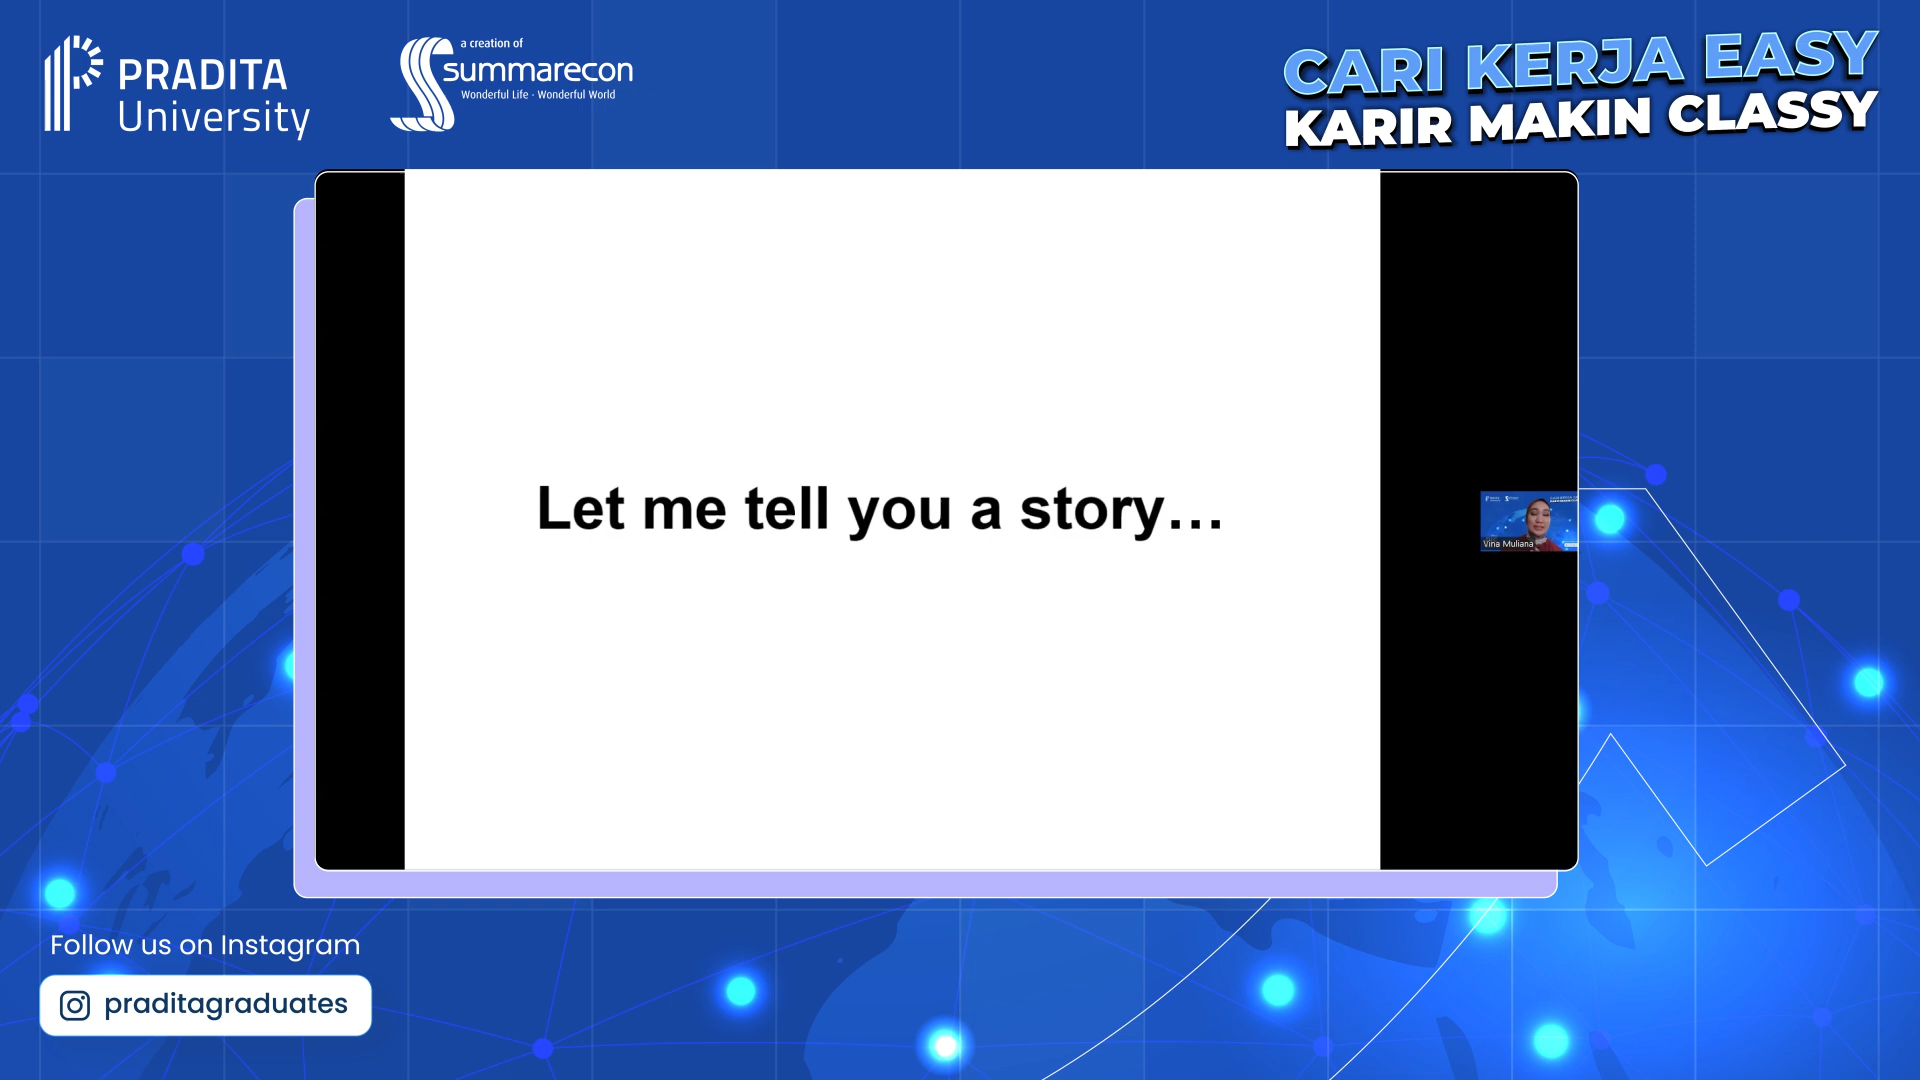 PRADITA
University
a creation of
summarecon
Wonderful Life · Wonderful World
CARI KERJA EASY
KARIR MAKIN CLASSY
Let me tell you a story...
Vina Muliana
Follow us on Instagram
praditagraduates